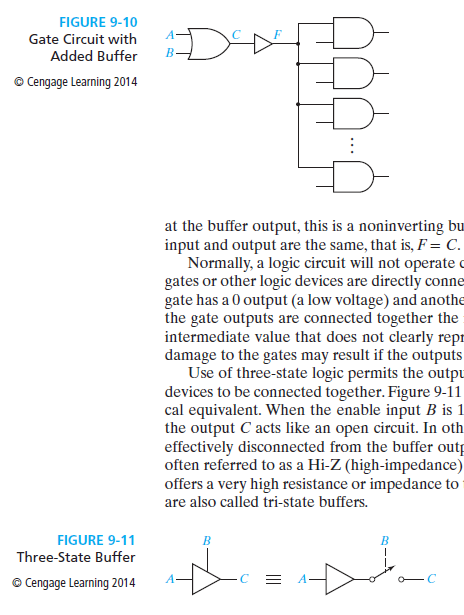 FIGURE 9-10
Gate Circuit with
Added Buffer
© Cengage Learning 2014
A
B
C
F
at the buffer output, this is a noninverting bu
input and output are the same, that is, F = C.
Normally, a logic circuit will not operate c
gates or other logic devices are directly conne
gate has a 0 output (a low voltage) and anothe
the gate outputs are connected together the
intermediate value that does not clearly repr
damage to the gates may result if the outputs
Use of three-state logic permits the outpu
devices to be connected together. Figure 9-11
cal equivalent. When the enable input B is 1
the output C acts like an open circuit. In oth
effectively disconnected from the buffer outp
often referred to as a Hi-Z (high-impedance)
offers a very high resistance or impedance to
are also called tri-state buffers.
FIGURE 9-11
Three-State Buffer
© Cengage Learning 2014
B
A
C
≡
B
A
C